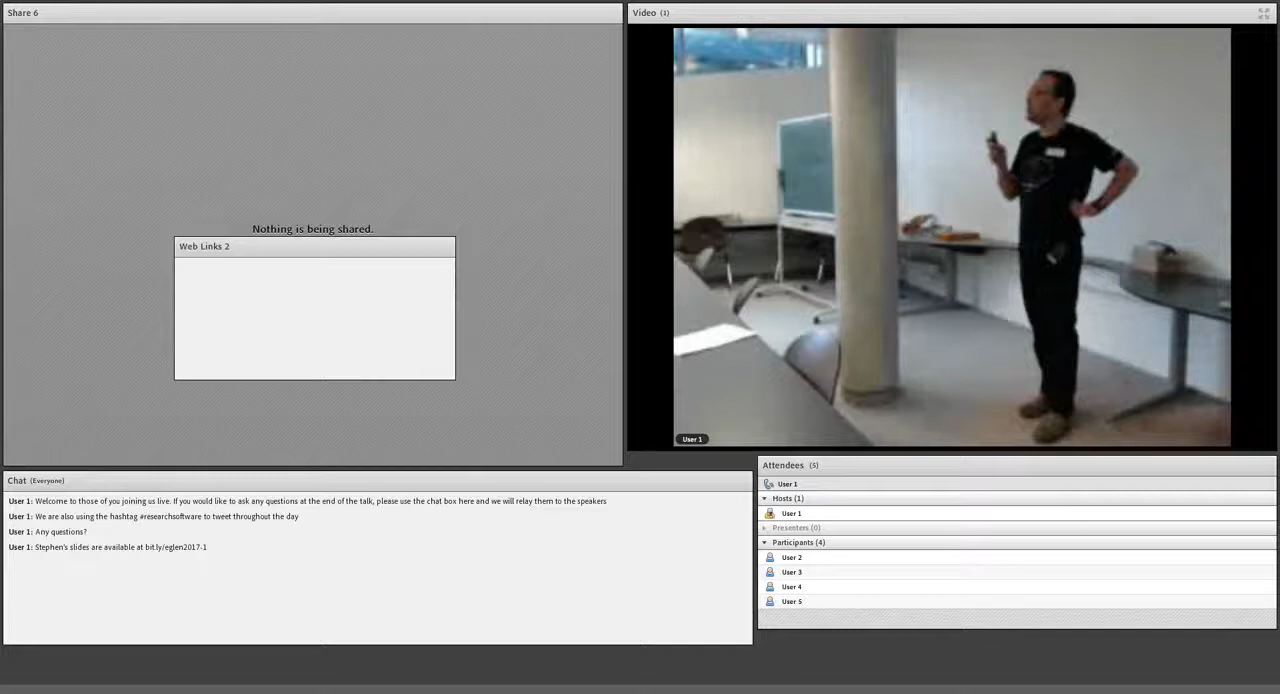 Share 6
Video (1)
Nothing is being shared.
Web Links 2
User 1
Chat (Everyone)
User 1: Welcome to those of you joining us live. If you would like to ask any questions at the end of the talk, please use the chat box here and we will relay them to the speakers
User 1: We are also using the hashtag #researchsoftware to tweet throughout the day
User 1: Any questions?
User 1: Stephen's slides are available at bit.ly/eglen2017-1
Attendees (5)
User 1
Hosts (1)
User 1
Presenters (0)
Participants (4)
User 2
User 3
User 4
User 5